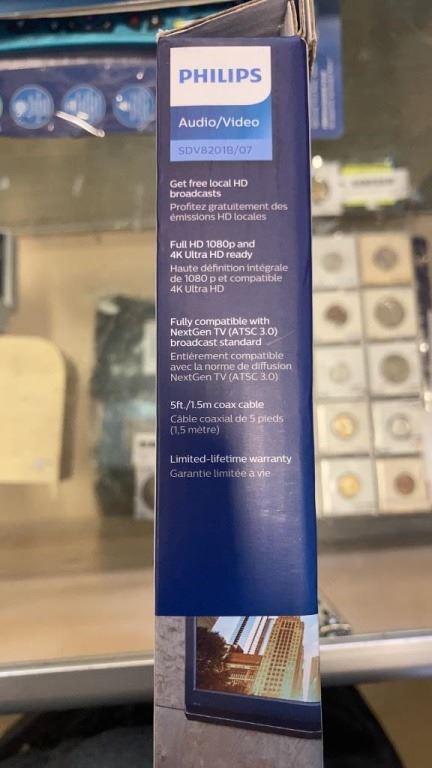 PHILIPS
Audio/Video
SDV8201B/07
Get free local HD
broadcasts
Profitez gratuitement des
émissions HD locales
Full HD 1080p and
4K Ultra HD ready
Haute définition intégrale
de 1080 p et compatible
4K Ultra HD
Fully compatible with
NextGen TV (ATSC 3.0)
broadcast standard
Entiérement compatible
avec la norme de diffusion
NextGen TV (ATSC 3.0)
5ft./1.5m coax cable
Câble coaxial de 5 pieds
(1,5 mètre)
Limited-lifetime warranty
Garantie limitée à vie